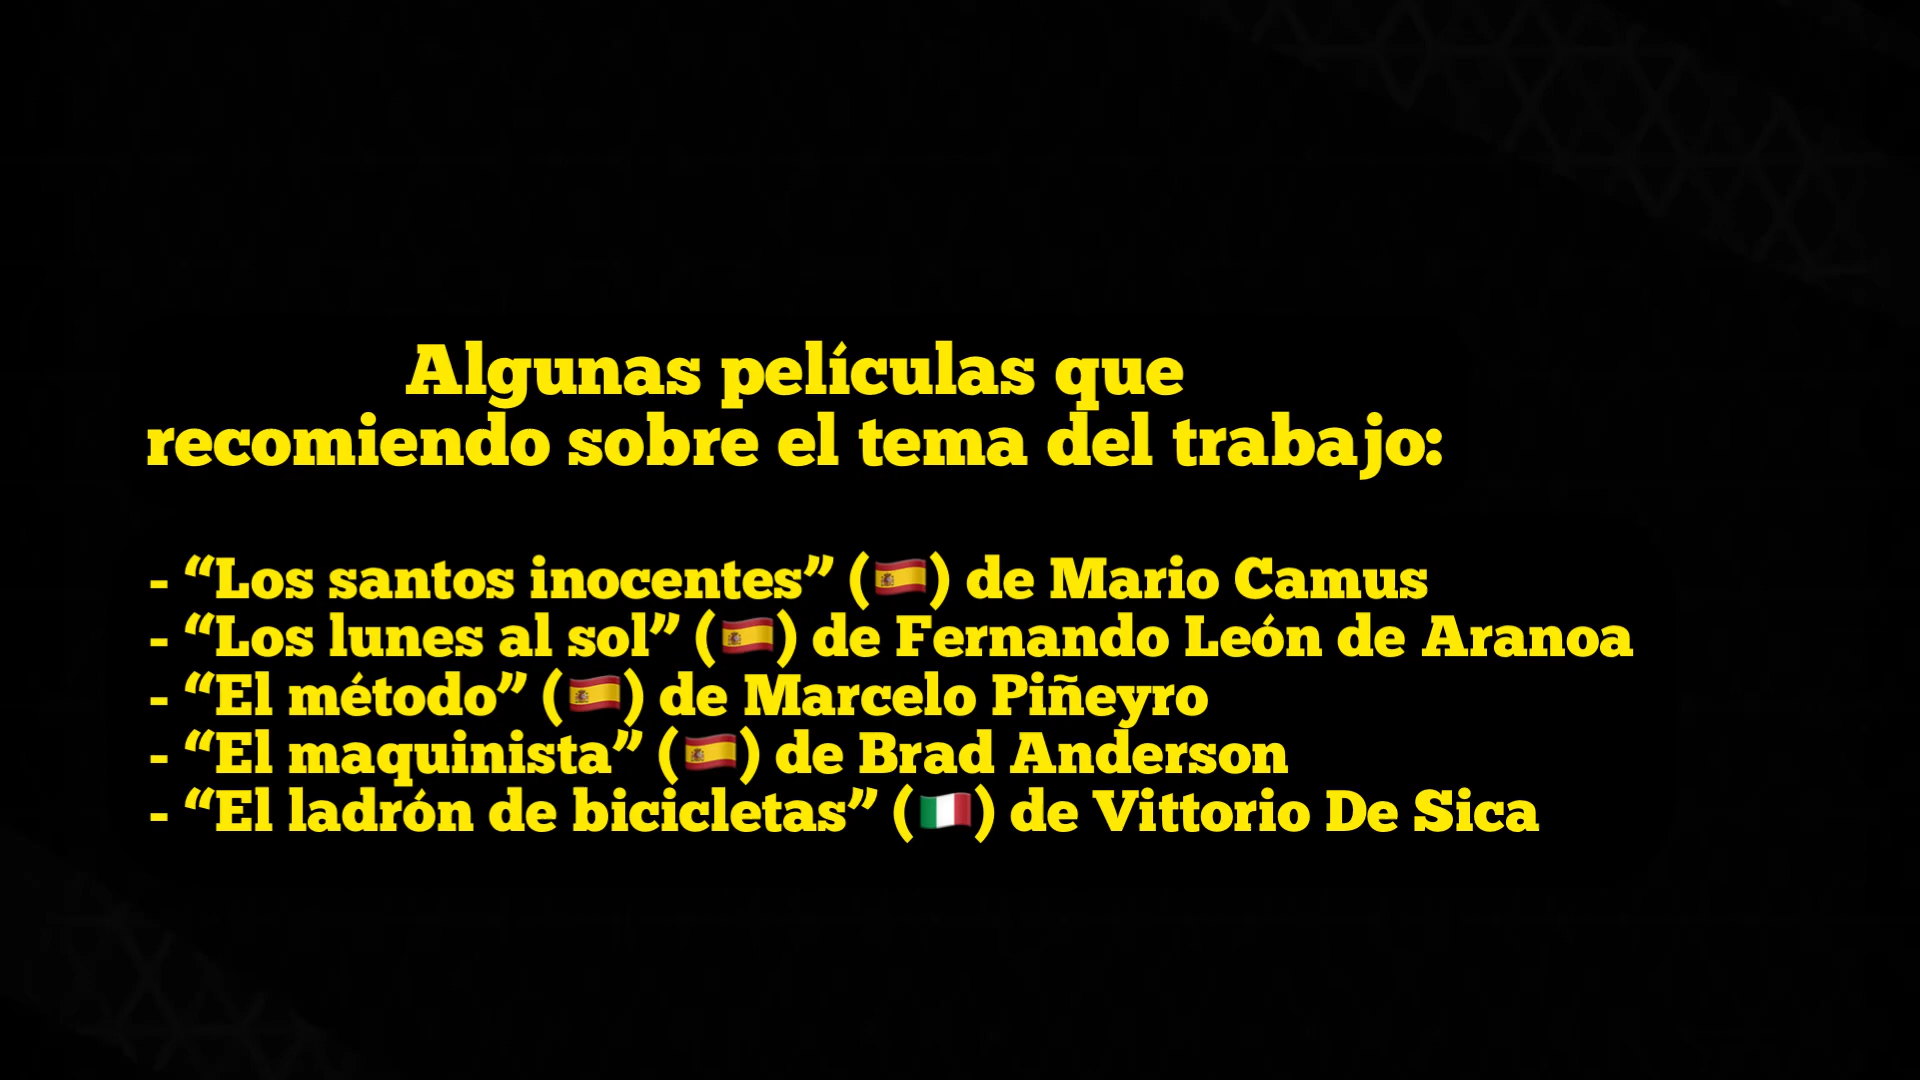 Algunas películas que
recomiendo sobre el tema del trabajo:
- “Los santos inocentes” (🇪🇸) de Mario Camus
- “Los lunes al sol” (🇪🇸) de Fernando León de Aranoa
- “El método” (🇪🇸) de Marcelo Piñeyro
- “El maquinista” (🇪🇸) de Brad Anderson
- “El ladrón de bicicletas” (🇮🇹) de Vittorio De Sica